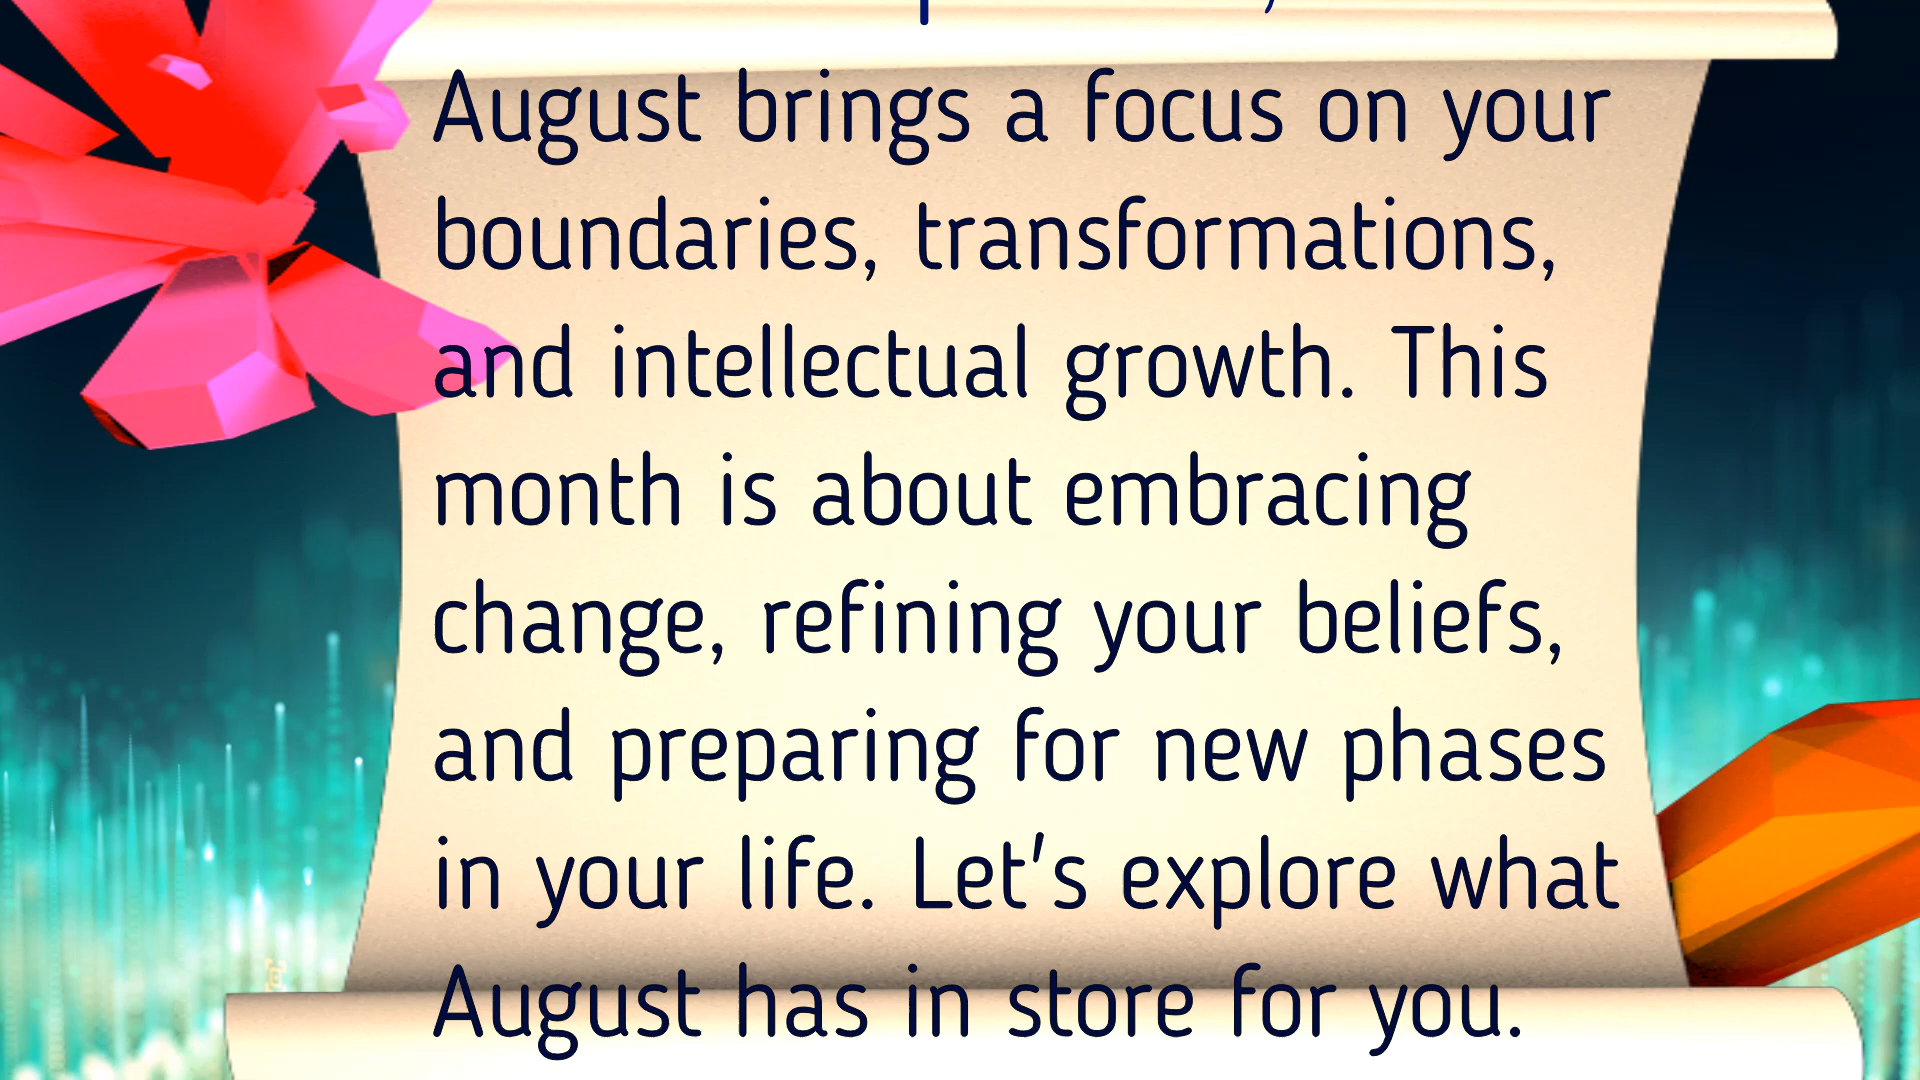 August brings a focus on your
boundaries, transformations,
and intellectual growth. This
month is about embracing
change, refining your beliefs,
and preparing for new phases
in your life. Let's explore what
August has in store for you.